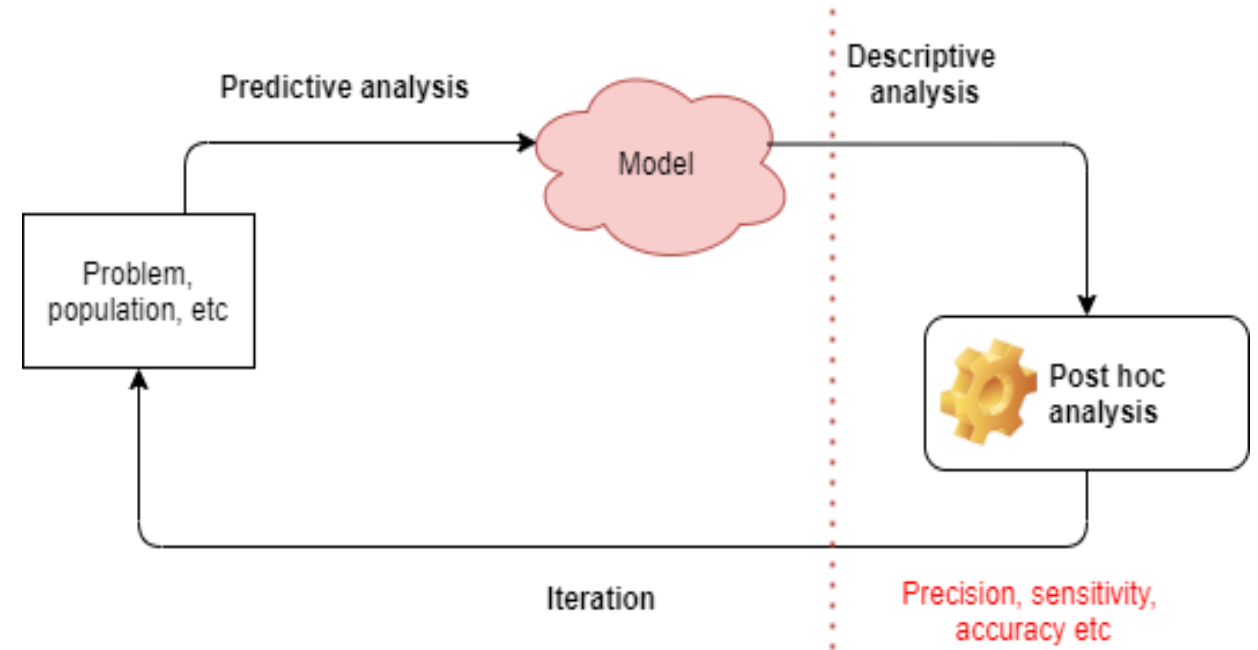 Predictive analysis
Descriptive
analysis
Model
Problem,
population, etc
Post hoc
analysis
Iteration
Precision, sensitivity,
accuracy etc